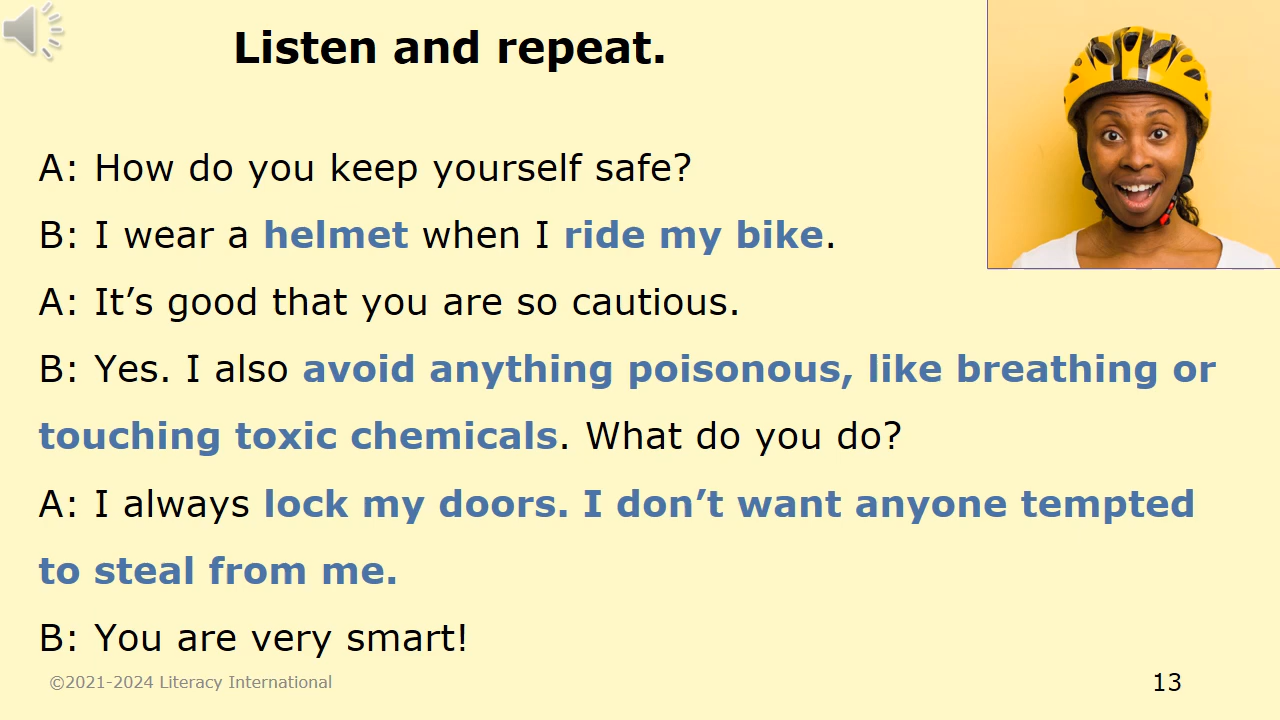 Listen and repeat.
A: How do you keep yourself safe?
B: I wear a helmet when I ride my bike.
A: It’s good that you are so cautious.
B: Yes. I also avoid anything poisonous, like breathing or
touching toxic chemicals. What do you do?
A: I always lock my doors. I don’t want anyone tempted
to steal from me.
B: You are very smart!
©2021-2024 Literacy International
13